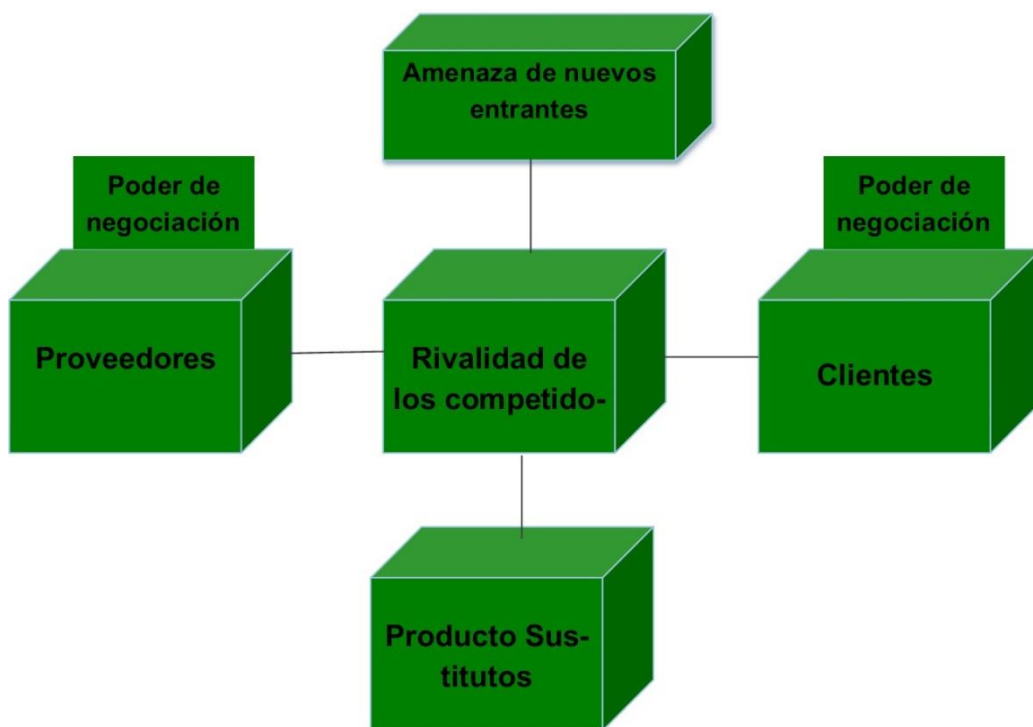 Amenaza de nuevos
entrantes
Poder de
negociación
Poder de
negociación
Proveedores
Rivalidad de
los competido-
Clientes
Producto Sus-
titutos